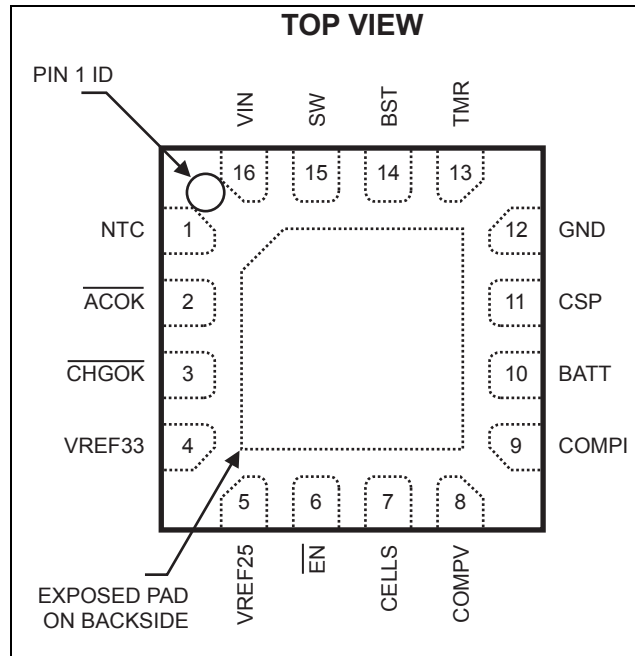 TOP VIEW
PIN 1 ID
VIN
SW
BST
TMR
16
15
14
13
NTC
1
12
GND
ACOK
2
11
CSP
CHGOK
3
10
BATT
VREF33
4
9
COMPI
5
6
7
8
VREF25
EN
CELLS
COMPV
EXPOSED PAD
ON BACKSIDE